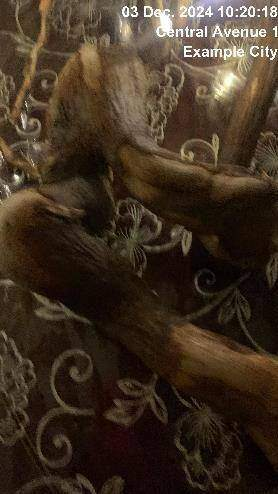 03 Dec. 2024 10:20:18
Central Avenue 1
Example City